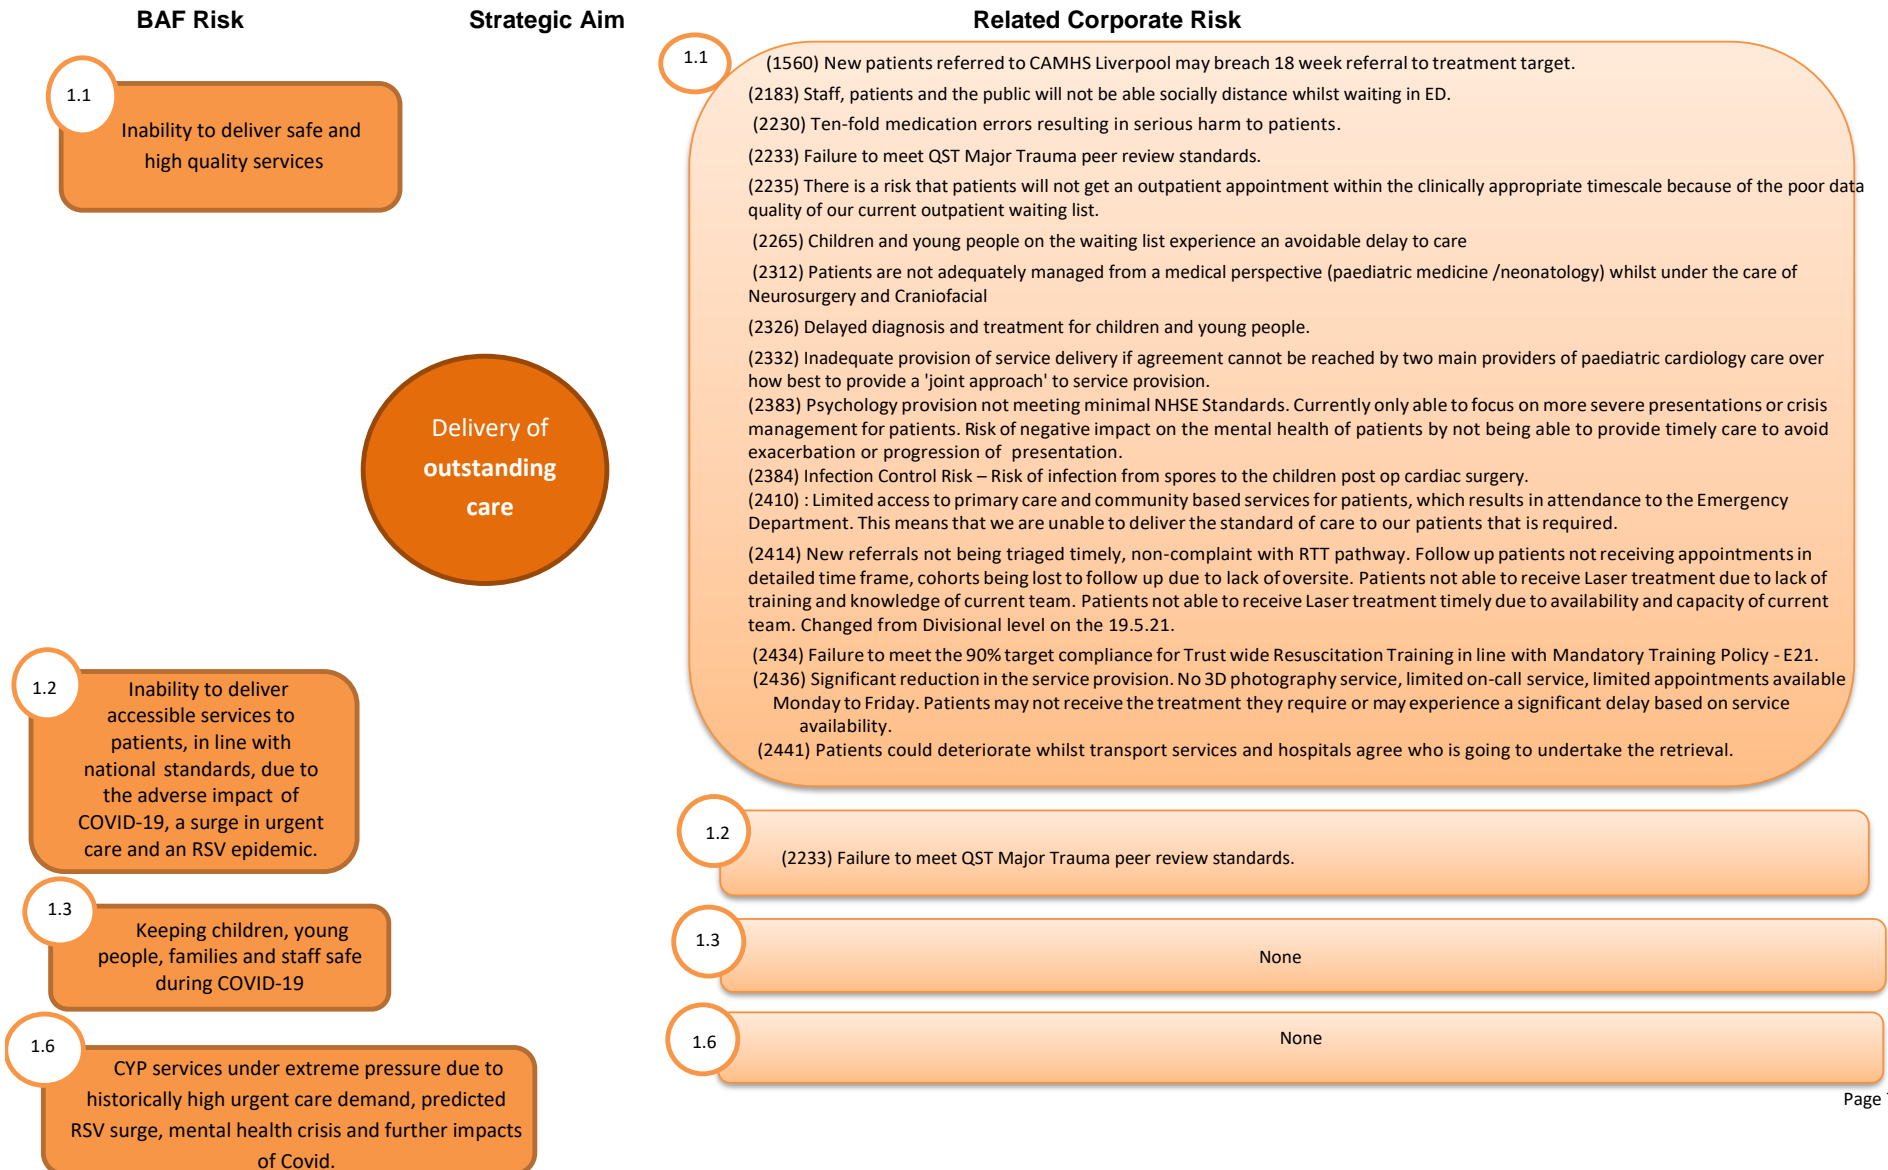 BAF Risk
Strategic Aim
Related Corporate Risk
1.1
Inability to deliver safe and
high quality services
1.2
Inability to deliver
accessible services to
patients, in line with
national standards, due to
the adverse impact of
COVID-19, a surge in urgent
care and an RSV epidemic.
1.3
Keeping children, young
people, families and staff safe
during COVID-19
1.6
CYP services under extreme pressure due to
historically high urgent care demand, predicted
RSV surge, mental health crisis and further impacts
of Covid.
Delivery of
outstanding
care
1.1
(1560) New patients referred to CAMHS Liverpool may breach 18 week referral to treatment target.
(2183) Staff, patients and the public will not be able socially distance whilst waiting in ED.
(2230) Ten-fold medication errors resulting in serious harm to patients.
(2233) Failure to meet QST Major Trauma peer review standards.
(2235) There is a risk that patients will not get an outpatient appointment within the clinically appropriate timescale because of the poor data
quality of our current outpatient waiting list.
(2265) Children and young people on the waiting list experience an avoidable delay to care
(2312) Patients are not adequately managed from a medical perspective (paediatric medicine /neonatology) whilst under the care of
Neurosurgery and Craniofacial
(2326) Delayed diagnosis and treatment for children and young people.
(2332) Inadequate provision of service delivery if agreement cannot be reached by two main providers of paediatric cardiology care over
how best to provide a 'joint approach' to service provision.
(2383) Psychology provision not meeting minimal NHSE Standards. Currently only able to focus on more severe presentations or crisis
management for patients. Risk of negative impact on the mental health of patients by not being able to provide timely care to avoid
exacerbation or progression of presentation.
(2384) Infection Control Risk – Risk of infection from spores to the children post op cardiac surgery.
(2410) : Limited access to primary care and community based services for patients, which results in attendance to the Emergency
Department. This means that we are unable to deliver the standard of care to our patients that is required.
(2414) New referrals not being triaged timely, non-complaint with RTT pathway. Follow up patients not receiving appointments in
detailed time frame, cohorts being lost to follow up due to lack of oversite. Patients not able to receive Laser treatment due to lack of
training and knowledge of current team. Patients not able to receive Laser treatment timely due to availability and capacity of current
team. Changed from Divisional level on the 19.5.21.
(2434) Failure to meet the 90% target compliance for Trust wide Resuscitation Training in line with Mandatory Training Policy - E21.
(2436) Significant reduction in the service provision. No 3D photography service, limited on-call service, limited appointments available
Monday to Friday. Patients may not receive the treatment they require or may experience a significant delay based on service
availability.
(2441) Patients could deteriorate whilst transport services and hospitals agree who is going to undertake the retrieval.
1.2
(2233) Failure to meet QST Major Trauma peer review standards.
1.3
None
1.6
None
Page